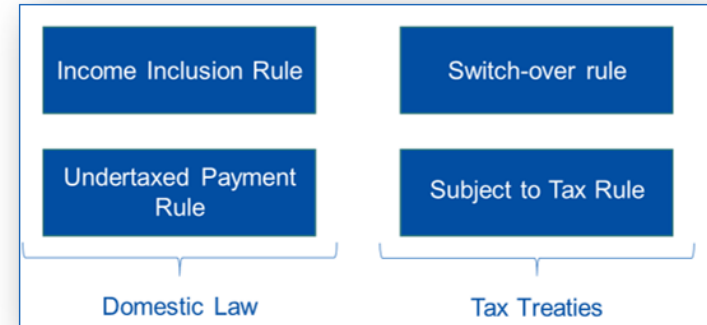 Income Inclusion Rule
Switch-over rule
Undertaxed Payment
Rule
Subject to Tax Rule
Domestic Law
Tax Treaties